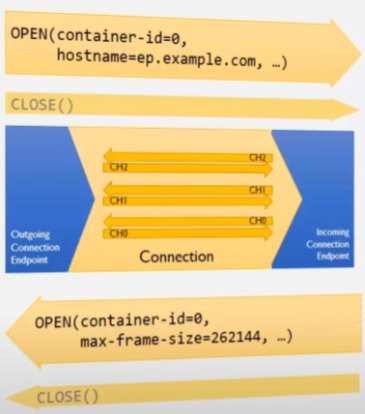 OPEN(container-id=0,
hostname=ep.example.com, …)
CLOSE()
CH2
CH2
CH1
CH1
CH0
CH0
Outgoing
Connection
Endpoint
Connection
Incoming
Connection
Endpoint
OPEN(container-id=0,
max-frame-size=262144, …)
CLOSE()